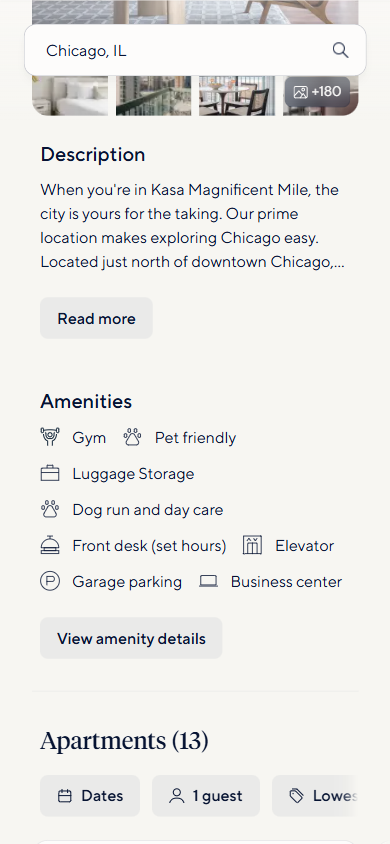 Chicago, IL
+180
Description
When you're in Kasa Magnificent Mile, the
city is yours for the taking. Our prime
location makes exploring Chicago easy.
Located just north of downtown Chicago,...
Read more
Amenities
Gym Pet friendly
Luggage Storage
Dog run and day care
Front desk (set hours) Elevator
Garage parking Business center
View amenity details
Apartments (13)
Dates 1 guest Lowes